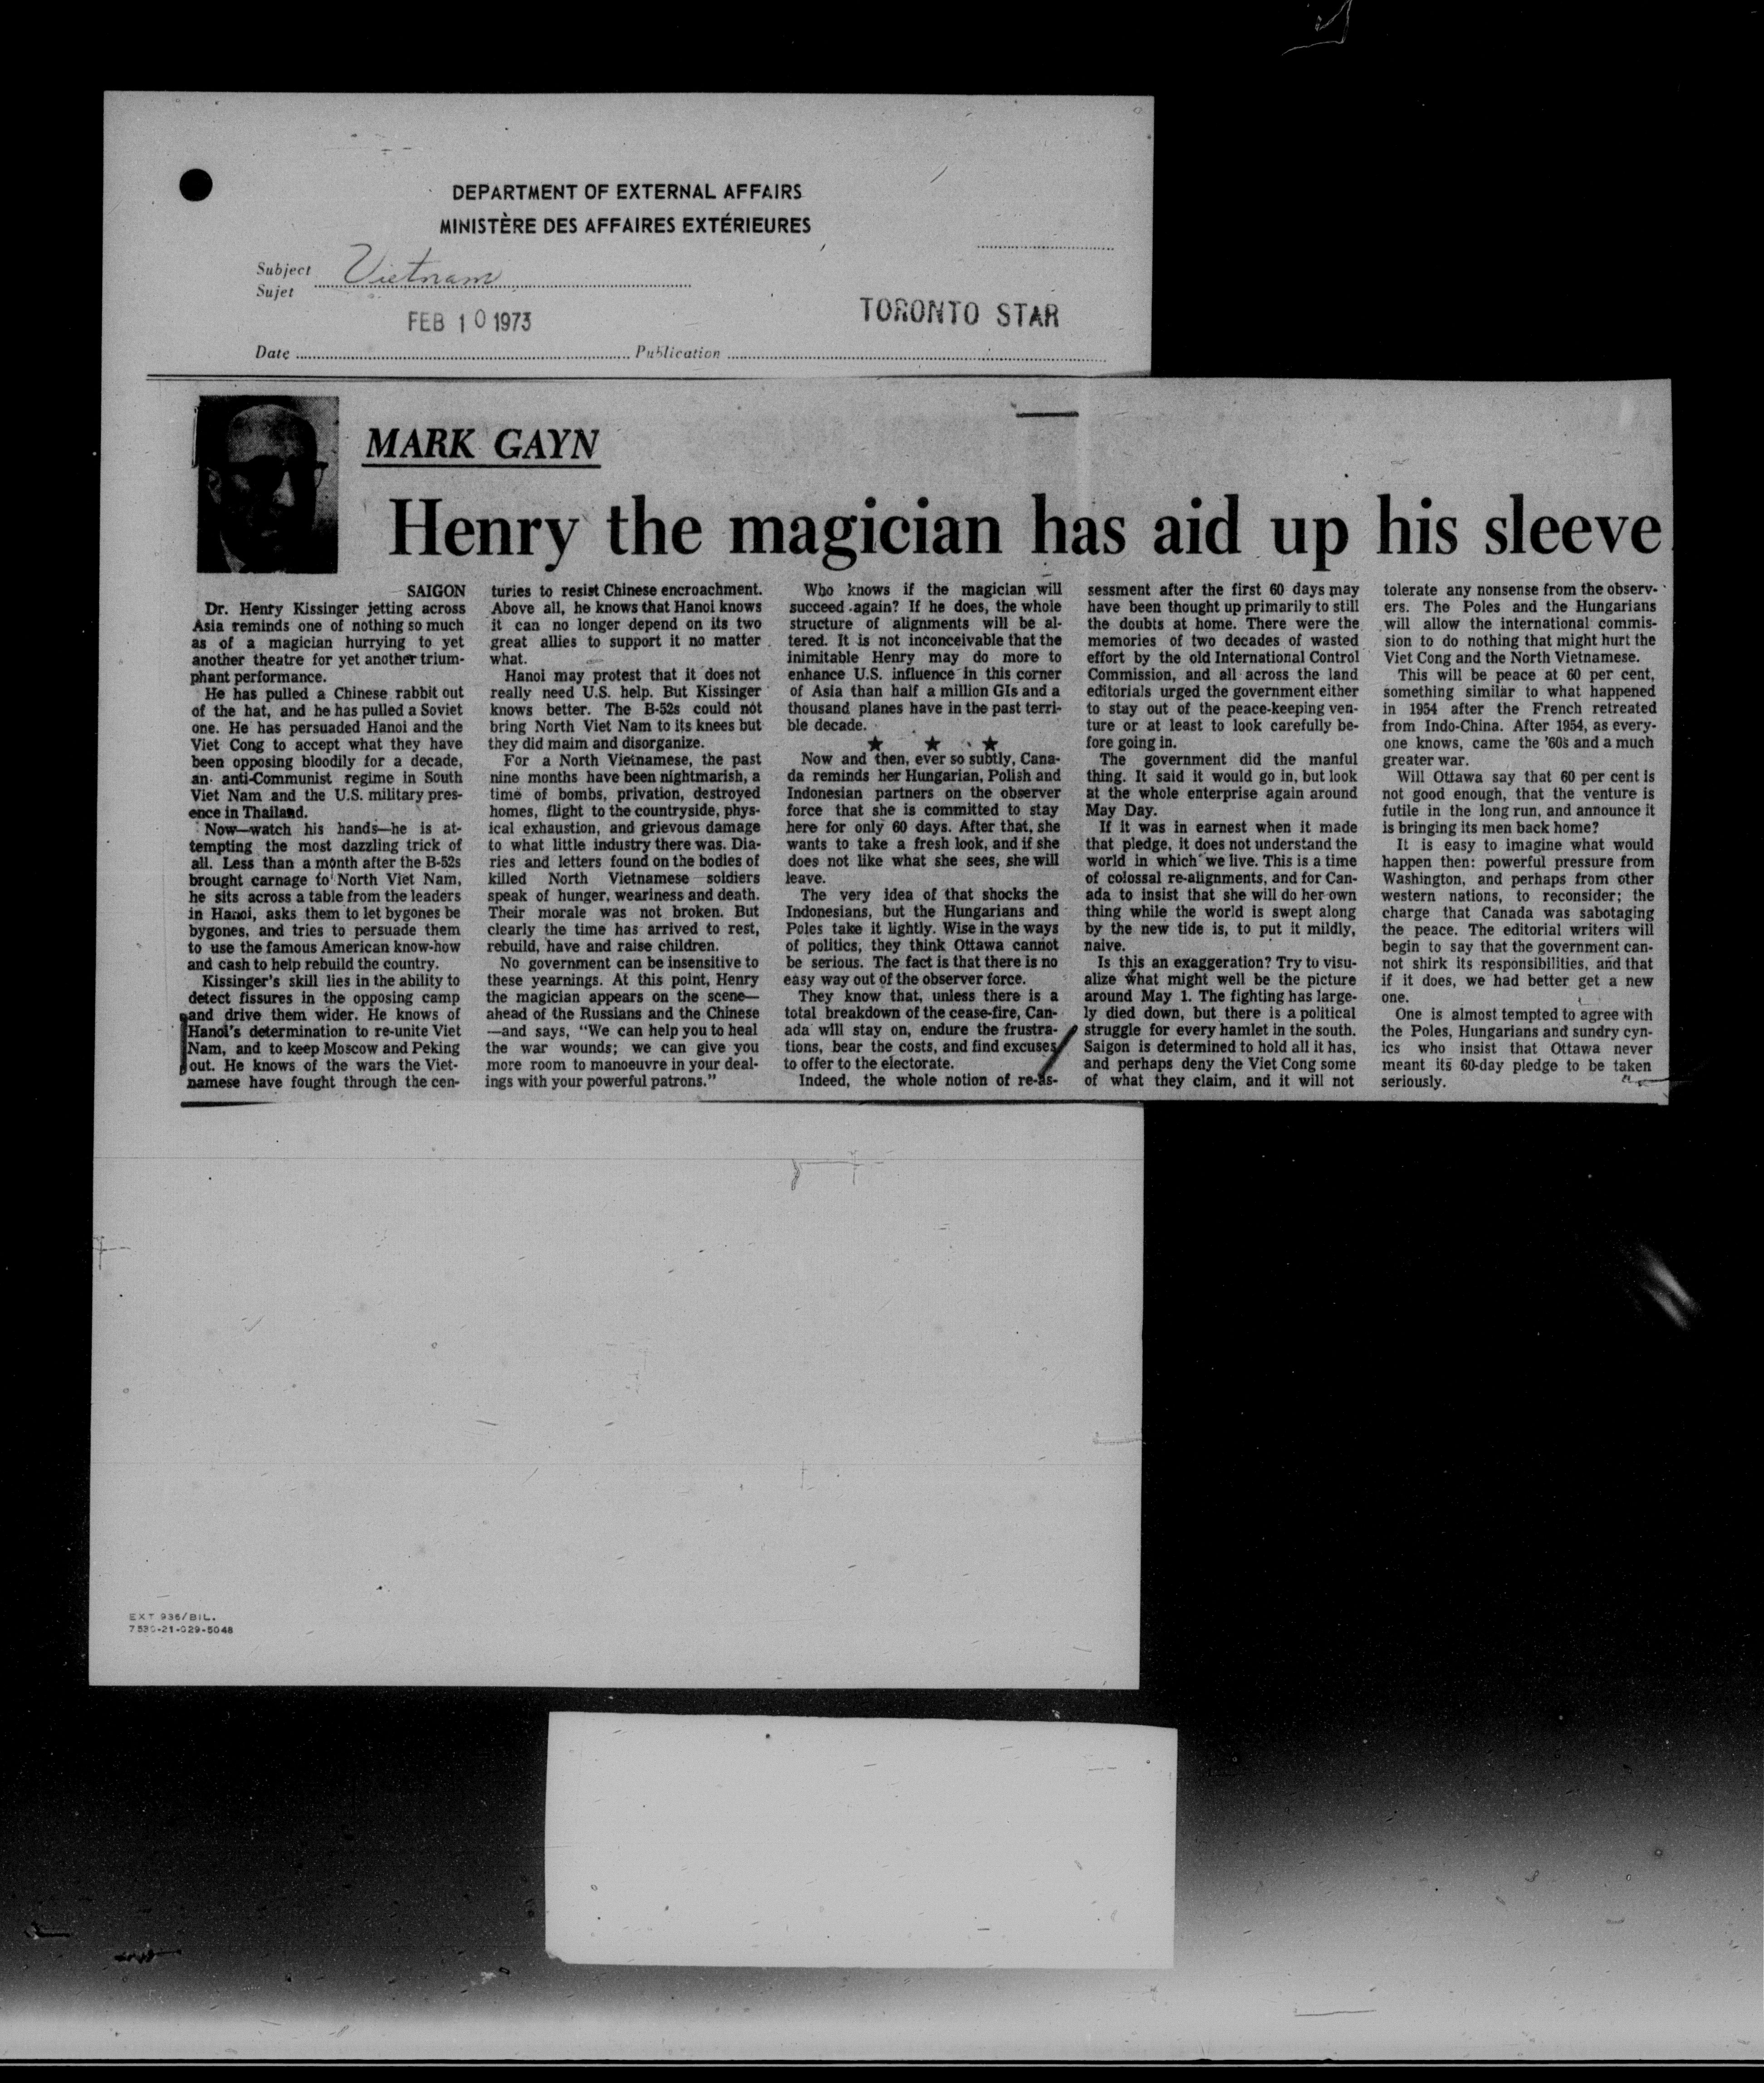 DEPARTMENT OF EXTERNAL AFFAIRS
MINISTÈRE DES AFFAIRES EXTÉRIEURES
Subject Vietnam
Sujet
FEB 10 1973
TORONTO STAR
Date
Publication
MARK GAYN
Henry the magician has aid up his sleeve
SAIGON
Dr. Henry Kissinger jetting across
Asia reminds one of nothing so much
as of a magician hurrying to yet
another theatre for yet another trium-
phant performance.
He has pulled a Chinese rabbit out
of the hat, and he has pulled a Soviet
one. He has persuaded Hanoi and the
Viet Cong to accept what they have
been opposing bloodily for a decade,
an anti-Communist regime in South
Viet Nam and the U.S. military pres-
ence in Thailand.
Now—watch his hands—he is at-
tempting the most dazzling trick of
all. Less than a month after the B-52s
brought carnage to North Viet Nam,
he sits across a table from the leaders
in Hanoi, asks them to let bygones be
bygones, and tries to persuade them
to use the famous American know-how
and cash to help rebuild the country.
Kissinger's skill lies in the ability to
detect fissures in the opposing camp
and drive them wider. He knows of
Hanoi's determination to re-unite Viet
Nam, and to keep Moscow and Peking
out. He knows of the wars the Viet-
namese have fought through the cen-
turies to resist Chinese encroachment.
Above all, he knows that Hanoi knows
it can no longer depend on its two
great allies to support it no matter
what.
Hanoi may protest that it does not
really need U.S. help. But Kissinger
knows better. The B-52s could not
bring North Viet Nam to its knees but
they did maim and disorganize.
For a North Vietnamese, the past
nine months have been nightmarish, a
time of bombs, privation, destroyed
homes, flight to the countryside, phys-
ical exhaustion, and grievous damage
to what little industry there was. Dia-
ries and letters found on the bodies of
killed North Vietnamese soldiers
speak of hunger, weariness and death.
Their morale was not broken. But
clearly the time has arrived to rest,
rebuild, have and raise children.
No government can be insensitive to
these yearnings. At this point, Henry
the magician appears on the scene—
ahead of the Russians and the Chinese
—and says, "We can help you to heal
the war wounds; we can give you
more room to manoeuvre in your deal-
ings with your powerful patrons."
Who knows if the magician will
succeed again? If he does, the whole
structure of alignments will be al-
tered. It is not inconceivable that the
inimitable Henry may do more to
enhance U.S. influence in this corner
of Asia than half a million GIs and a
thousand planes have in the past terri-
ble decade.
★ ★ ★
Now and then, ever so subtly, Cana-
da reminds her Hungarian, Polish and
Indonesian partners on the observer
force that she is committed to stay
here for only 60 days. After that, she
wants to take a fresh look, and if she
does not like what she sees, she will
leave.
The very idea of that shocks the
Indonesians, but the Hungarians and
Poles take it lightly. Wise in the ways
of politics, they think Ottawa cannot
be serious. The fact is that there is no
easy way out of the observer force.
They know that, unless there is a
total breakdown of the cease-fire, Can-
ada will stay on, endure the frustra-
tions, bear the costs, and find excuses
to offer to the electorate.
Indeed, the whole notion of re-as-
sessment after the first 60 days may
have been thought up primarily to still
the doubts at home. There were the
memories of two decades of wasted
effort by the old International Control
Commission, and all across the land
editorials urged the government either
to stay out of the peace-keeping ven-
ture or at least to look carefully be-
fore going in.
The government did the manful
thing. It said it would go in, but look
at the whole enterprise again around
May Day.
If it was in earnest when it made
that pledge, it does not understand the
world in which we live. This is a time
of colossal re-alignments, and for Can-
ada to insist that she will do her own
thing while the world is swept along
by the new tide is, to put it mildly,
naive.
Is this an exaggeration? Try to visu-
alize what might well be the picture
around May 1. The fighting has large-
ly died down, but there is a political
struggle for every hamlet in the south.
Saigon is determined to hold all it has,
and perhaps deny the Viet Cong some
of what they claim, and it will not
tolerate any nonsense from the observ-
ers. The Poles and the Hungarians
will allow the international commis-
sion to do nothing that might hurt the
Viet Cong and the North Vietnamese.
This will be peace at 60 per cent,
something similar to what happened
in 1954 after the French retreated
from Indo-China. After 1954, as every-
one knows, came the '60s and a much
greater war.
Will Ottawa say that 60 per cent is
not good enough, that the venture is
futile in the long run, and announce it
is bringing its men back home?
It is easy to imagine what would
happen then: powerful pressure from
Washington, and perhaps from other
western nations, to reconsider; the
charge that Canada was sabotaging
the peace. The editorial writers will
begin to say that the government can-
not shirk its responsibilities, and that
if it does, we had better get a new
one.
One is almost tempted to agree with
the Poles, Hungarians and sundry cyn-
ics who insist that Ottawa never
meant its 60-day pledge to be taken
seriously.
EXT 936/BIL.
7530-21-029-5048